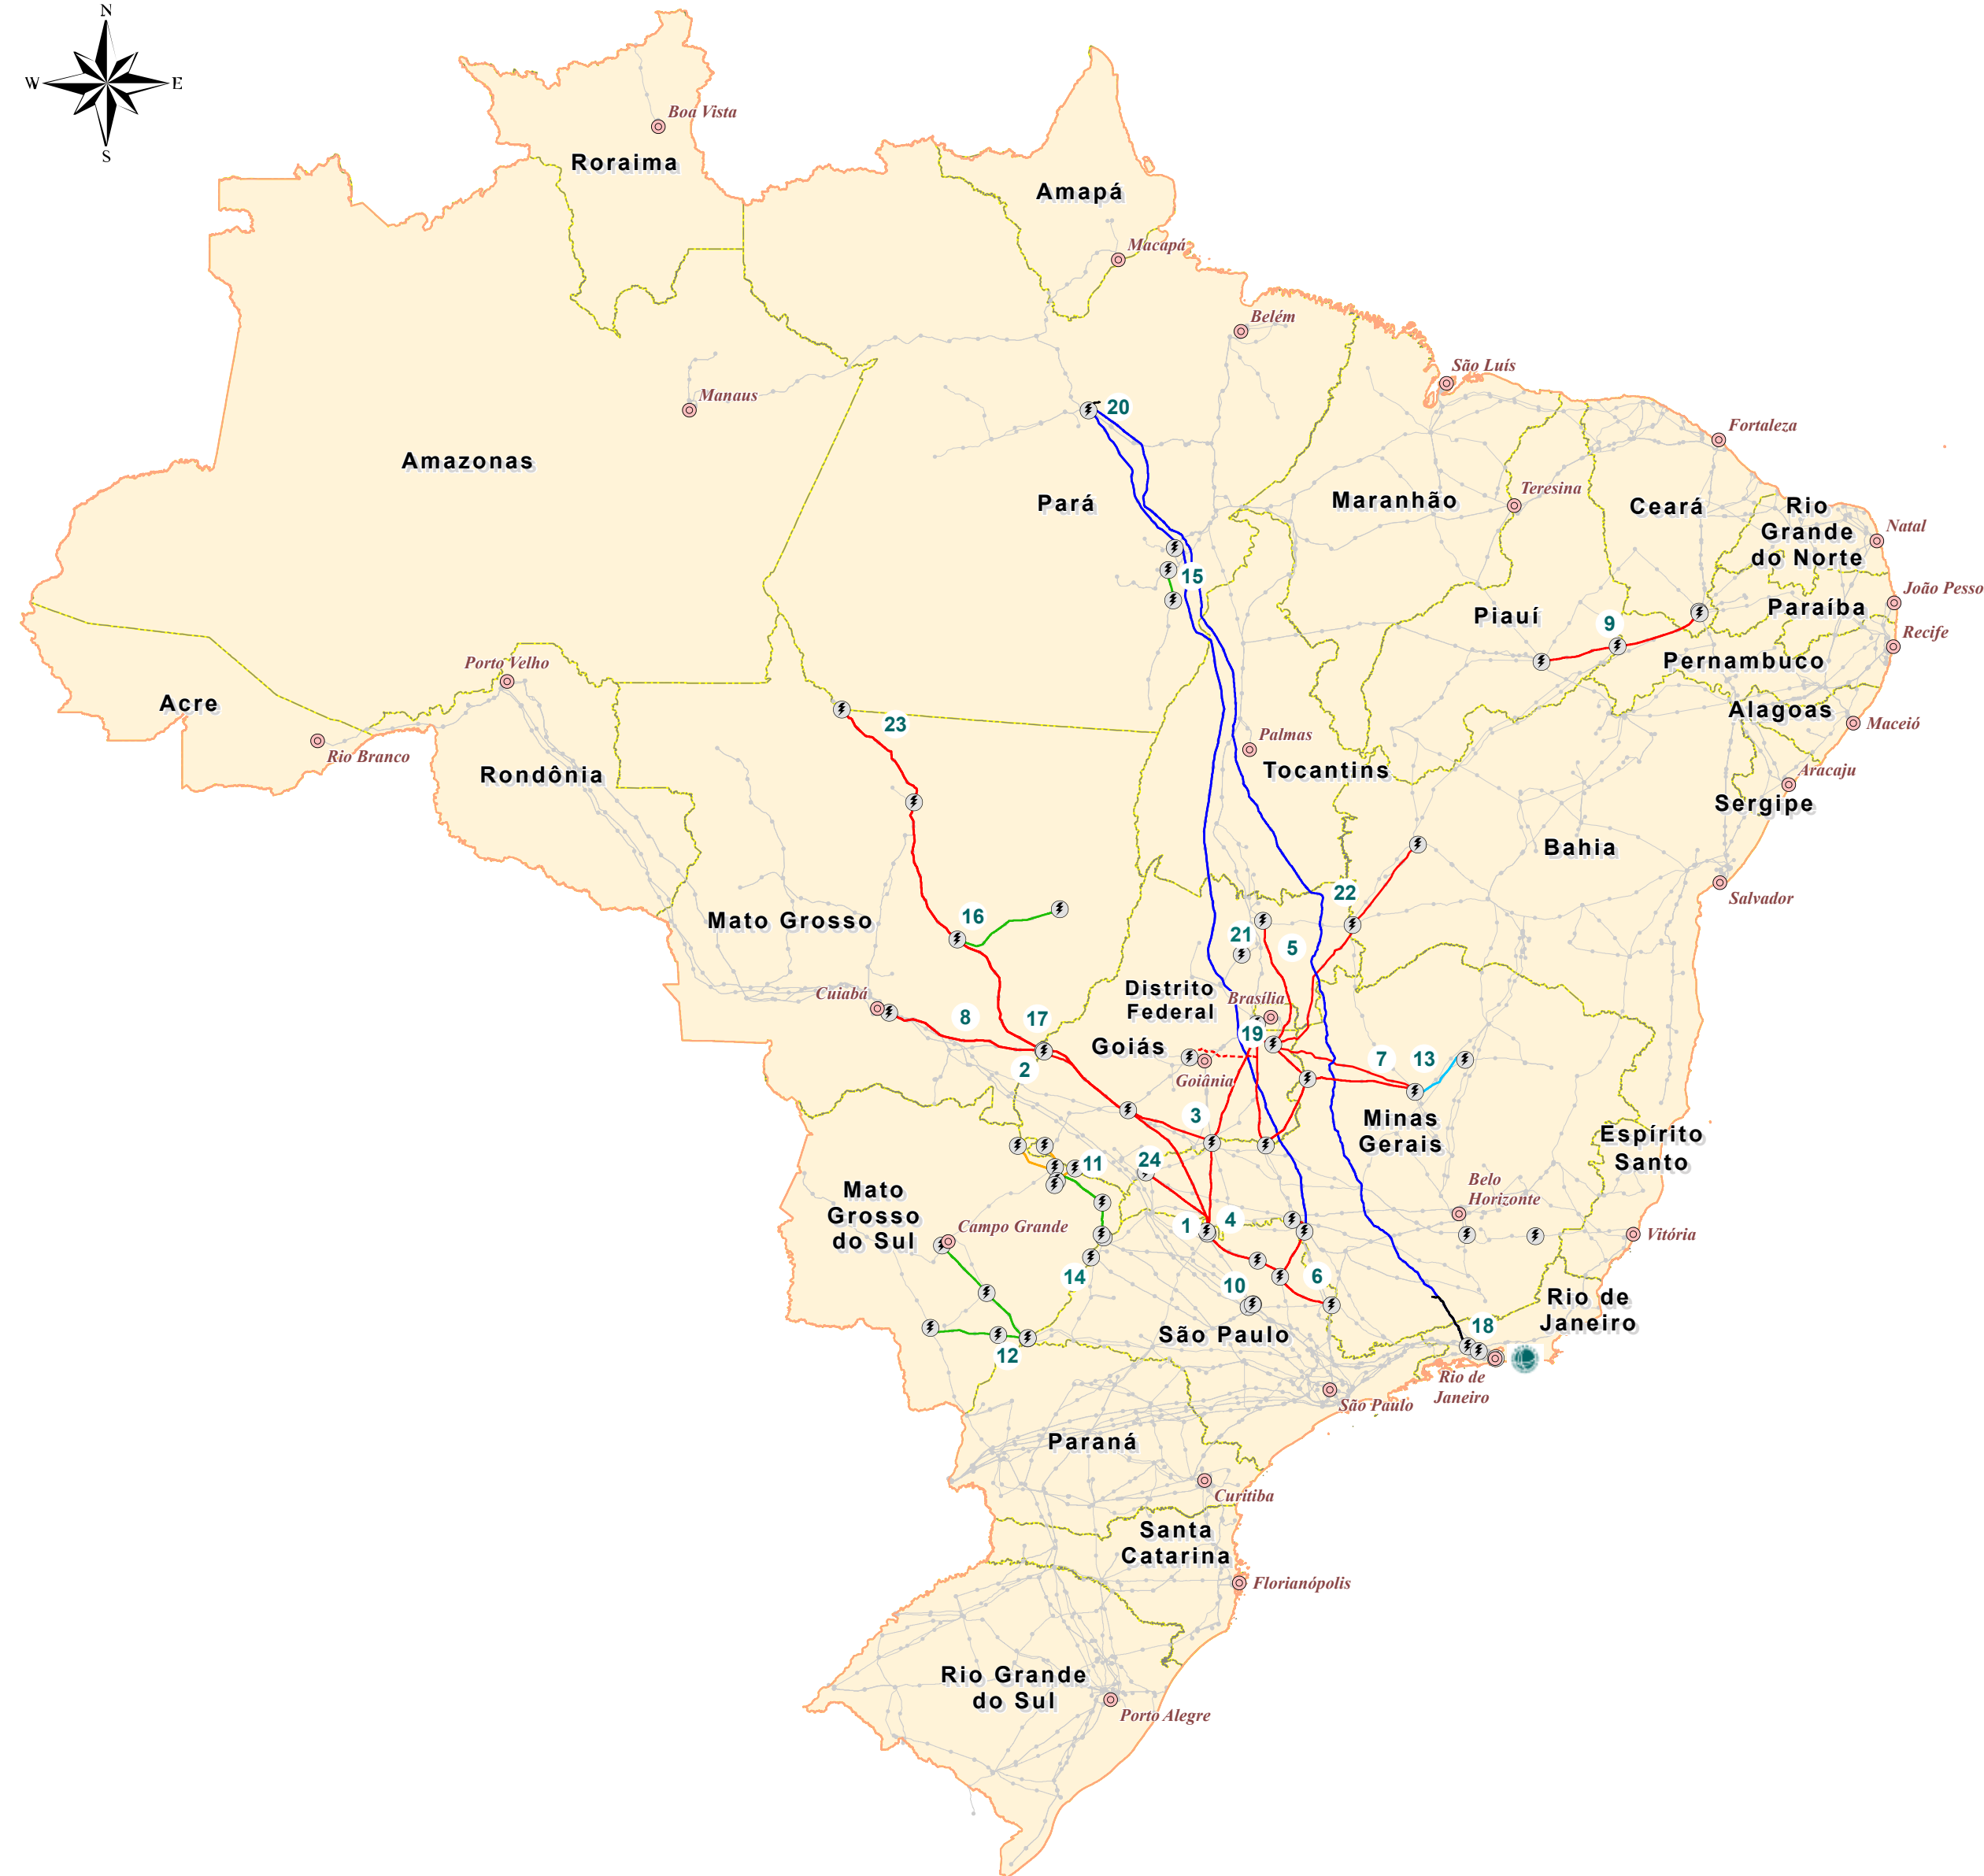 N
W
E
S
Boa Vista
Roraima
Amapá
Macapá
Belém
São Luís
Manaus
20
Fortaleza
Amazonas
Pará
Maranhão
Teresina
Ceará
Rio
Grande
do Norte
Natal
15
João Pesso
Piauí
9
Paraíba
Recife
Porto Velho
Pernambuco
Acre
Alagoas
Maceió
23
Rio Branco
Palmas
Tocantins
Rondônia
Aracaju
Sergipe
Bahia
22
Salvador
Mato Grosso
16
21
5
Distrito
Federal
Brasília
Cuiabá
8
17
19
Goiás
2
Goiânia
7
13
3
Minas
Gerais
Espírito
Santo
24
11
Mato
Grosso
do Sul
Belo
Horizonte
Campo Grande
1
4
Vitória
14
10
6
Rio de
Janeiro
São Paulo
18
12
Rio de
Janeiro
São Paulo
Paraná
Curitiba
Santa
Catarina
Florianópolis
Rio Grande
do Sul
Porto Alegre